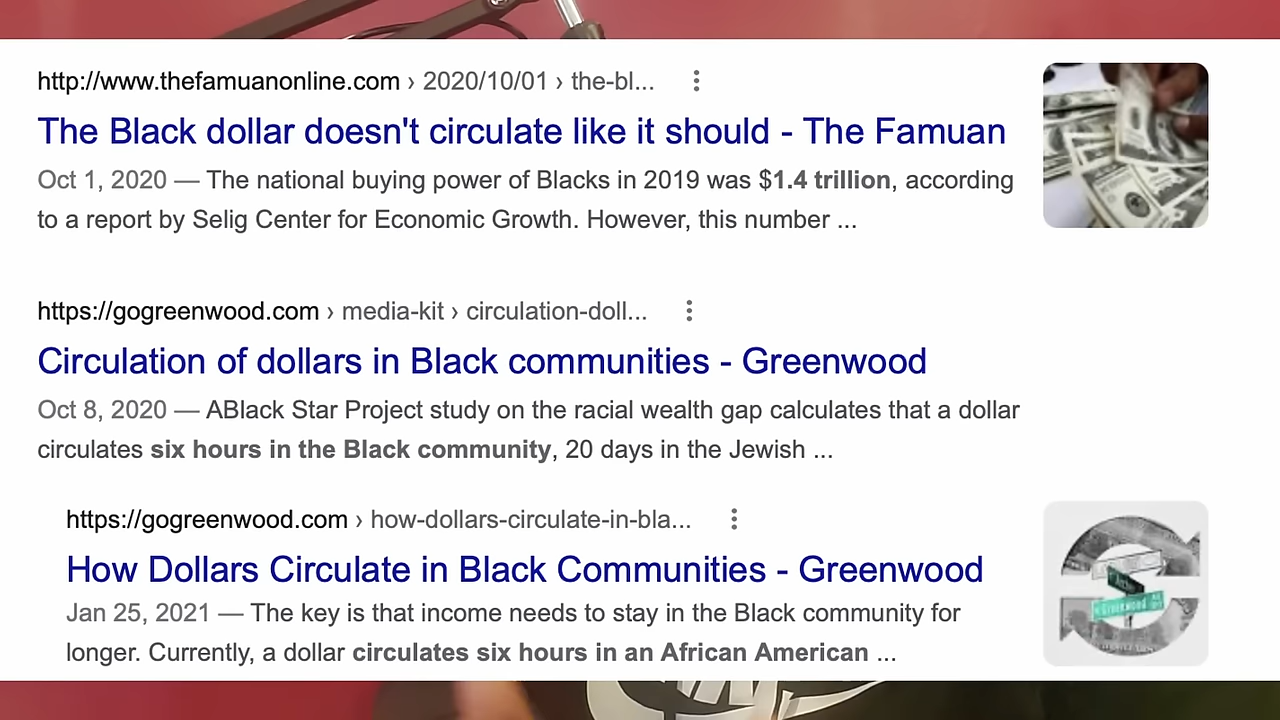 http://www.thefamuanonline.com › 2020/10/01 › the-bl...
The Black dollar doesn't circulate like it should - The Famuan
Oct 1, 2020 — The national buying power of Blacks in 2019 was $1.4 trillion, according
to a report by Selig Center for Economic Growth. However, this number ...
https://gogreenwood.com › media-kit › circulation-doll...
Circulation of dollars in Black communities - Greenwood
Oct 8, 2020 — ABlack Star Project study on the racial wealth gap calculates that a dollar
circulates six hours in the Black community, 20 days in the Jewish ...
https://gogreenwood.com › how-dollars-circulate-in-bla...
How Dollars Circulate in Black Communities - Greenwood
Jan 25, 2021 — The key is that income needs to stay in the Black community for
longer. Currently, a dollar circulates six hours in an African American ...